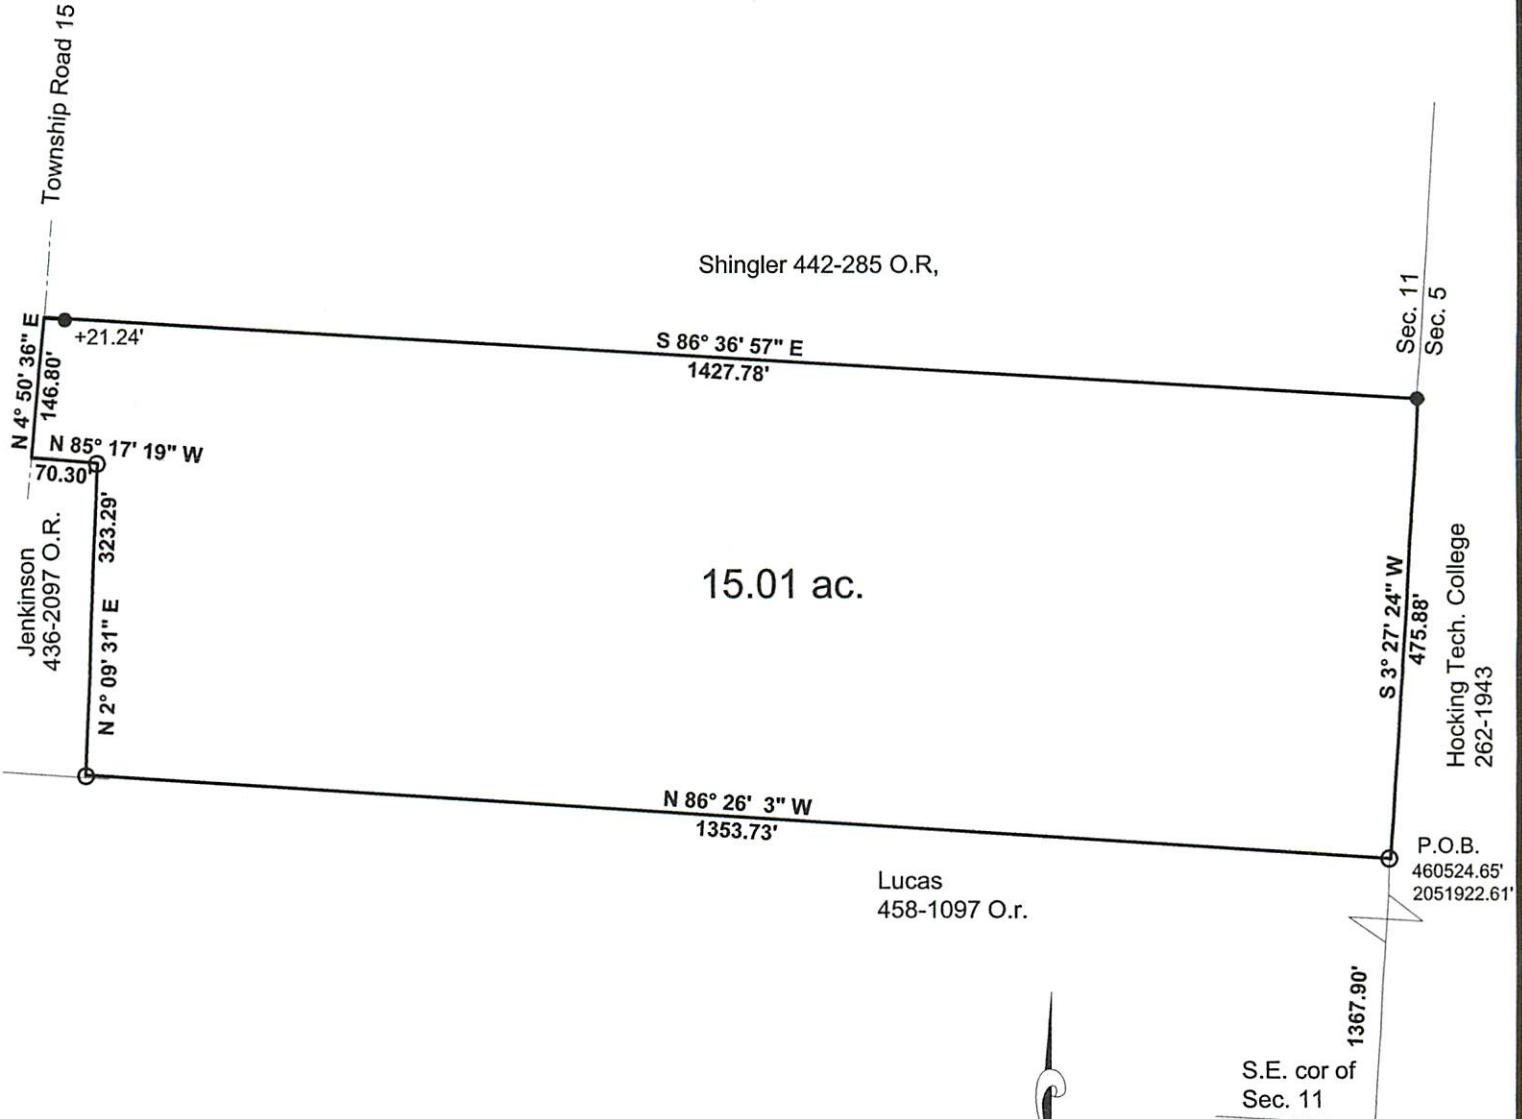 Township Road 15
Shingler 442-285 O.R,
Sec. 11
Sec. 5
+21.24'
S 86° 36' 57" E
1427.78'
N 4° 50' 36" E
146.80'
N 85° 17' 19" W
70.30'
323.29'
N 2° 09' 31" E
Jenkinson
436-2097 O.R.
15.01 ac.
S 3° 27' 24" W
475.88'
Hocking Tech. College
262-1943
N 86° 26' 3" W
1353.73'
P.O.B.
460524.65'
2051922.61'
Lucas
458-1097 O.r.
1367.90'
S.E. cor of
Sec. 11